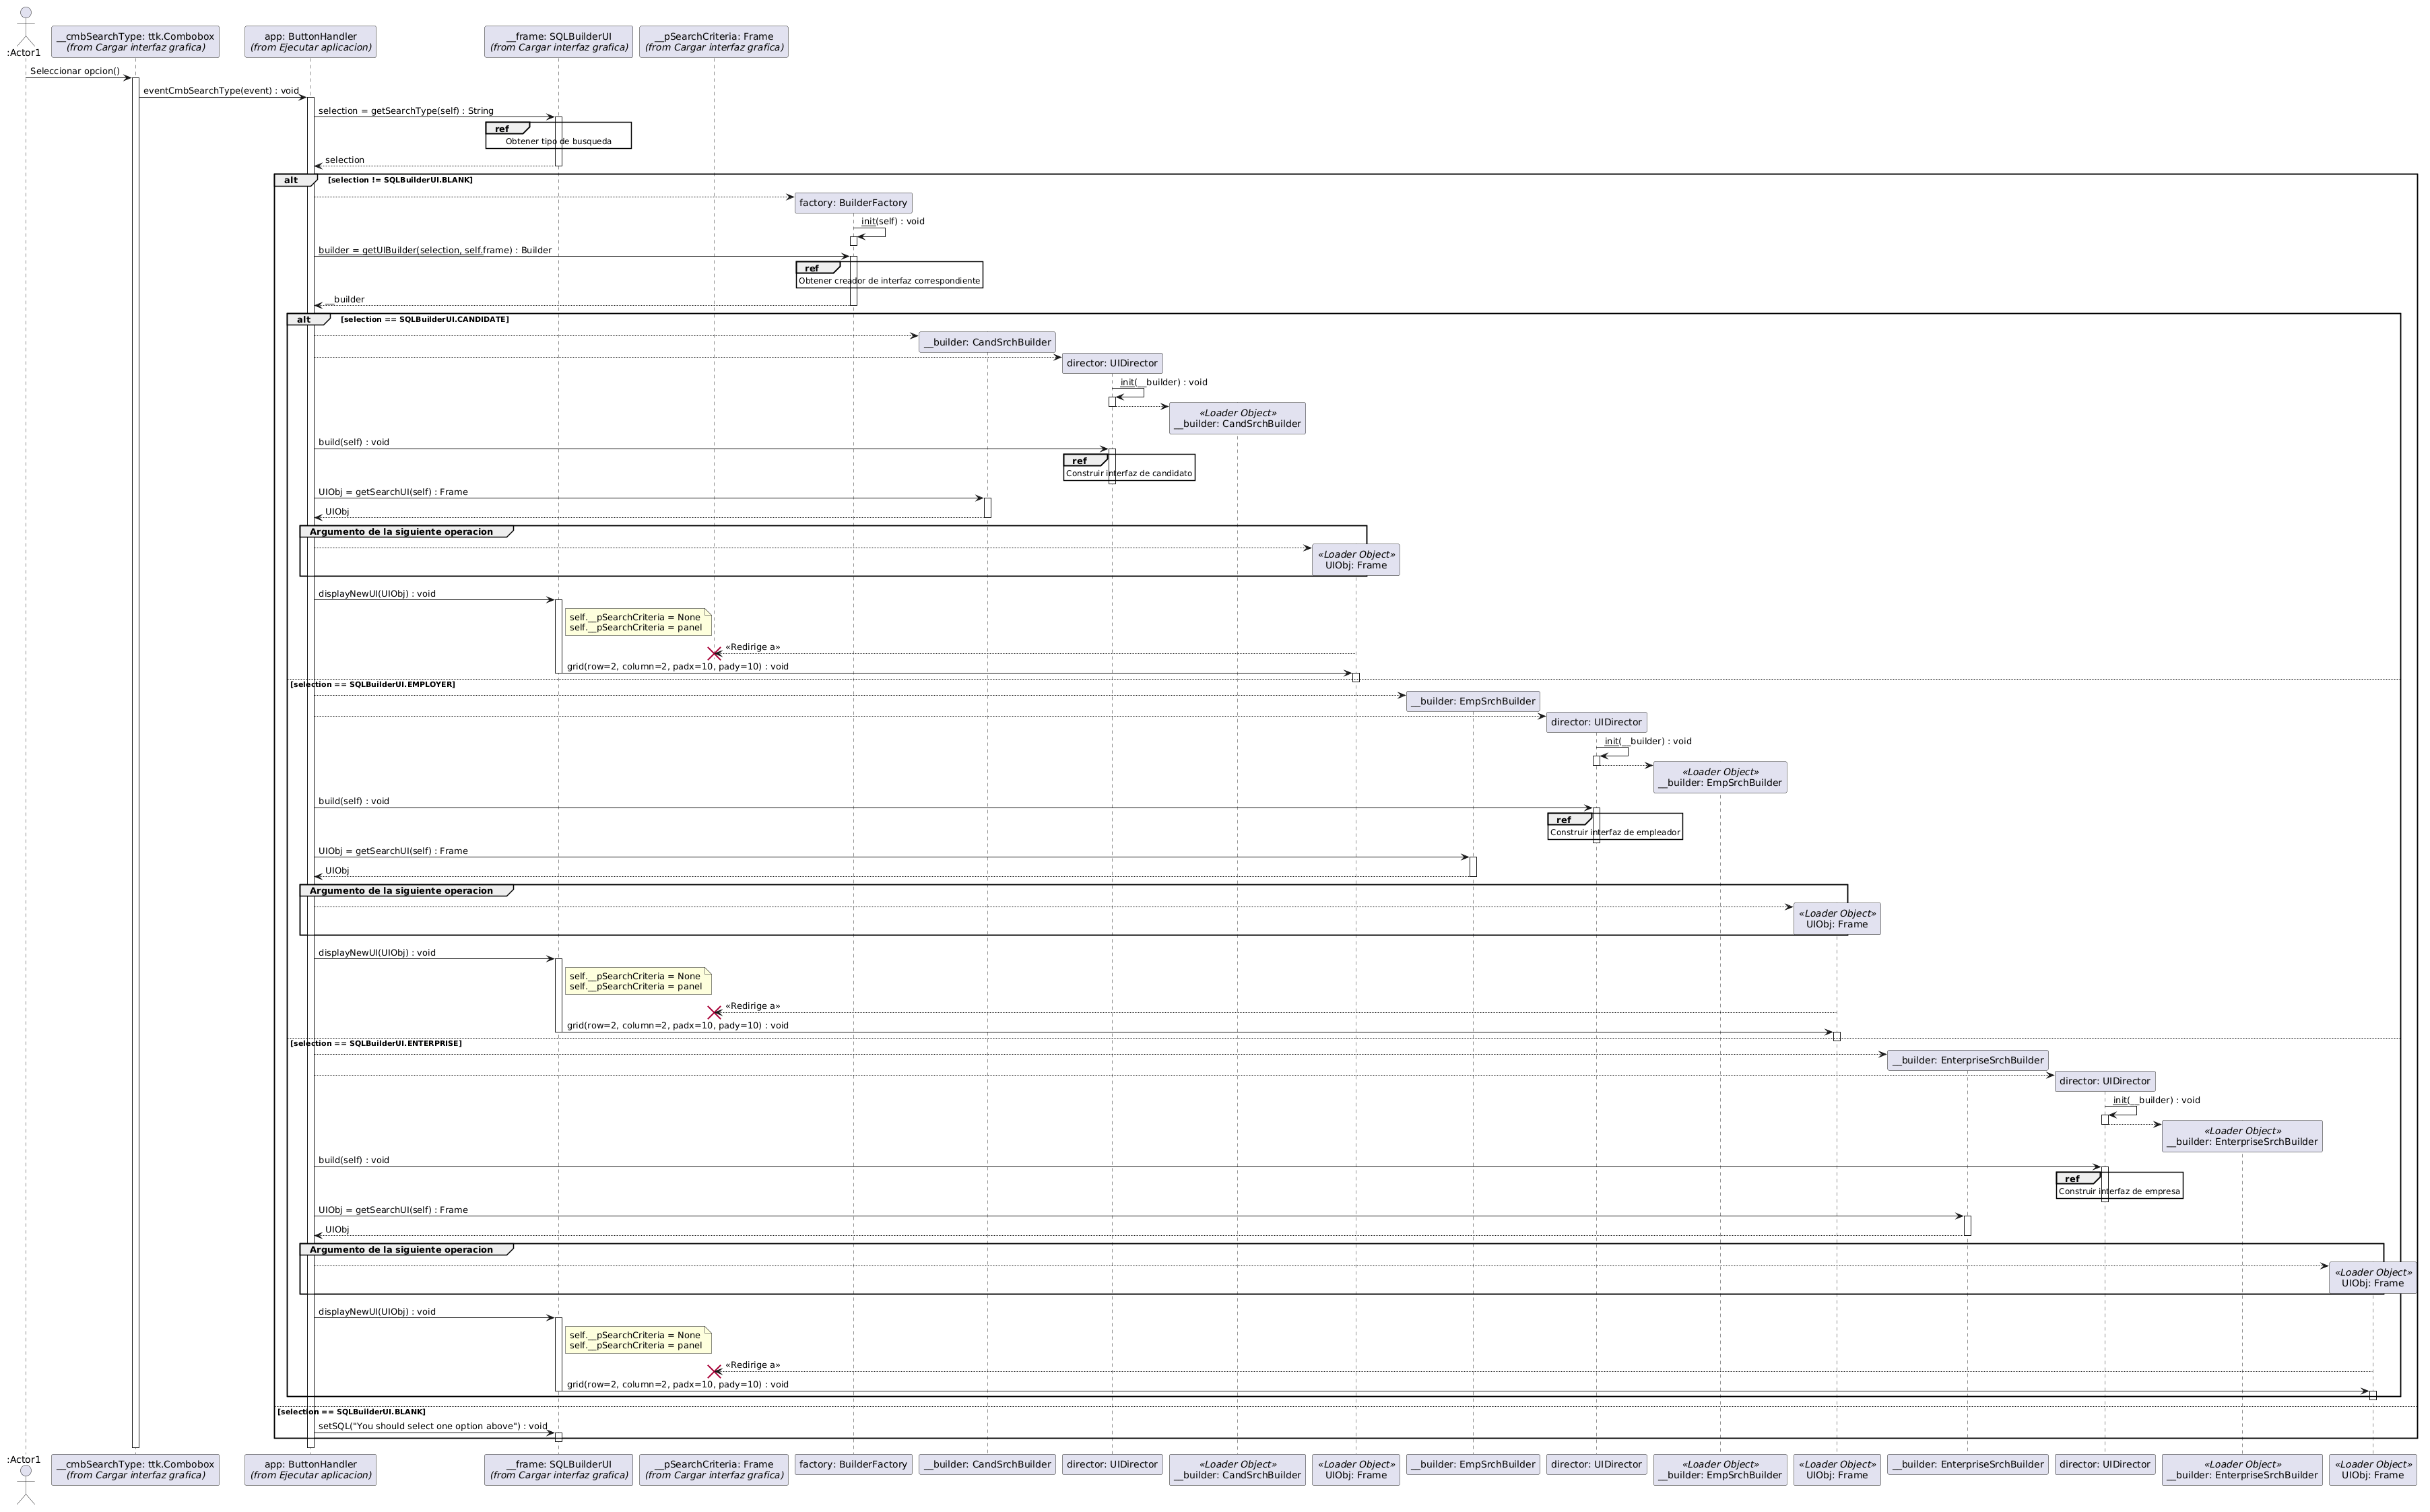 :Actor1
__cmbSearchType: ttk.Combobox
(from Cargar interfaz grafica)
app: ButtonHandler
(from Ejecutar aplicacion)
__frame: SQLBuilderUI
(from Cargar interfaz grafica)
__pSearchCriteria: Frame
(from Cargar interfaz grafica)
Seleccionar opcion()
eventCmbSearchType(event) : void
selection = getSearchType(self) : String
ref
Obtener tipo de busqueda
selection
alt [selection != SQLBuilderUI.BLANK]
factory: BuilderFactory
init(self) : void
builder = getUIBuilder(selection, self.frame) : Builder
ref
Obtener creador de interfaz correspondiente
__builder
alt [selection == SQLBuilderUI.CANDIDATE]
__builder: CandSrchBuilder
director: UIDirector
init(__builder) : void
«Loader Object»
__builder: CandSrchBuilder
build(self) : void
ref
Construir interfaz de candidato
UIObj = getSearchUI(self) : Frame
UIObj
Argumento de la siguiente operacion
«Loader Object»
UIObj: Frame
displayNewUI(UIObj) : void
self.__pSearchCriteria = None
self.__pSearchCriteria = panel
«Redirige a»
grid(row=2, column=2, padx=10, pady=10) : void
[selection == SQLBuilderUI.EMPLOYER]
__builder: EmpSrchBuilder
director: UIDirector
init(__builder) : void
«Loader Object»
__builder: EmpSrchBuilder
build(self) : void
ref
Construir interfaz de empleador
UIObj = getSearchUI(self) : Frame
UIObj
Argumento de la siguiente operacion
«Loader Object»
UIObj: Frame
displayNewUI(UIObj) : void
self.__pSearchCriteria = None
self.__pSearchCriteria = panel
«Redirige a»
grid(row=2, column=2, padx=10, pady=10) : void
[selection == SQLBuilderUI.ENTERPRISE]
__builder: EnterpriseSrchBuilder
director: UIDirector
init(__builder) : void
«Loader Object»
__builder: EnterpriseSrchBuilder
build(self) : void
ref
Construir interfaz de empresa
UIObj = getSearchUI(self) : Frame
UIObj
Argumento de la siguiente operacion
«Loader Object»
UIObj: Frame
displayNewUI(UIObj) : void
self.__pSearchCriteria = None
self.__pSearchCriteria = panel
«Redirige a»
grid(row=2, column=2, padx=10, pady=10) : void
[selection == SQLBuilderUI.BLANK]
setSQL("You should select one option above") : void
:Actor1
__cmbSearchType: ttk.Combobox
(from Cargar interfaz grafica)
app: ButtonHandler
(from Ejecutar aplicacion)
__frame: SQLBuilderUI
(from Cargar interfaz grafica)
__pSearchCriteria: Frame
(from Cargar interfaz grafica)
factory: BuilderFactory
__builder: CandSrchBuilder
director: UIDirector
«Loader Object»
__builder: CandSrchBuilder
«Loader Object»
UIObj: Frame
__builder: EmpSrchBuilder
director: UIDirector
«Loader Object»
__builder: EmpSrchBuilder
«Loader Object»
UIObj: Frame
__builder: EnterpriseSrchBuilder
director: UIDirector
«Loader Object»
__builder: EnterpriseSrchBuilder
«Loader Object»
UIObj: Frame